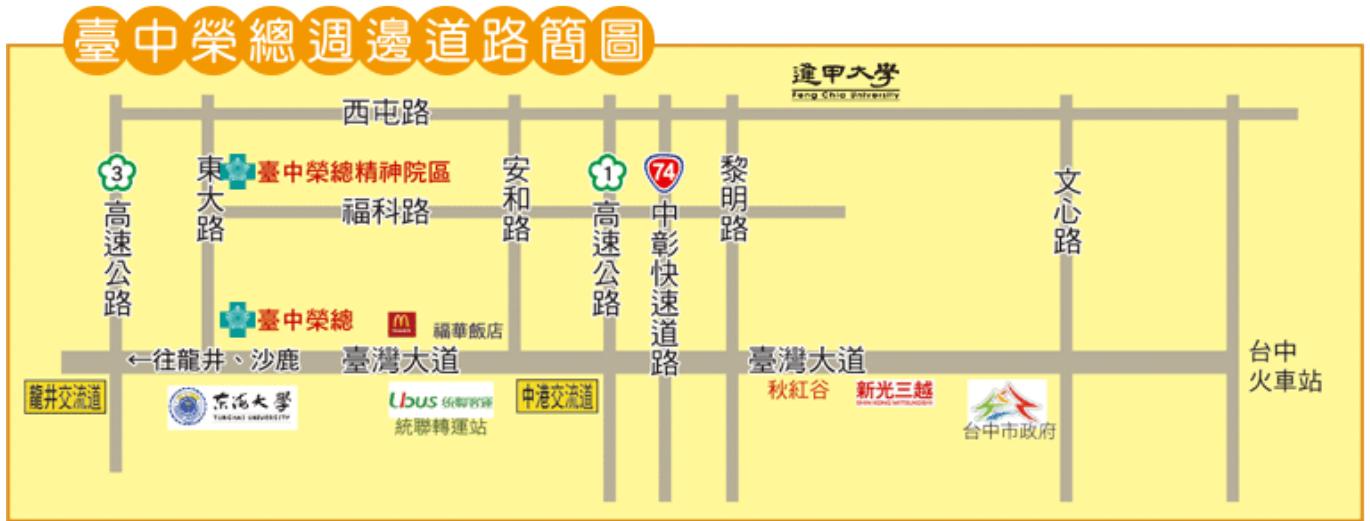 臺中榮總週邊道路簡圖
逢甲大學
Feng Chia University
西屯路
3
高速公路
東大路
臺中榮總精神院區
福科路
安和路
1
高速公路
74
中彰快速道路
黎明路
文心路
臺中榮總
福華飯店
←往龍井、沙鹿
臺灣大道
臺灣大道
台中
火車站
龍井交流道
東海大學
TUNGHAI UNIVERSITY
Ubus 統聯客運
統聯轉運站
中港交流道
秋紅谷
新光三越
SHIN KONG MITSUKOSHI
台中市政府